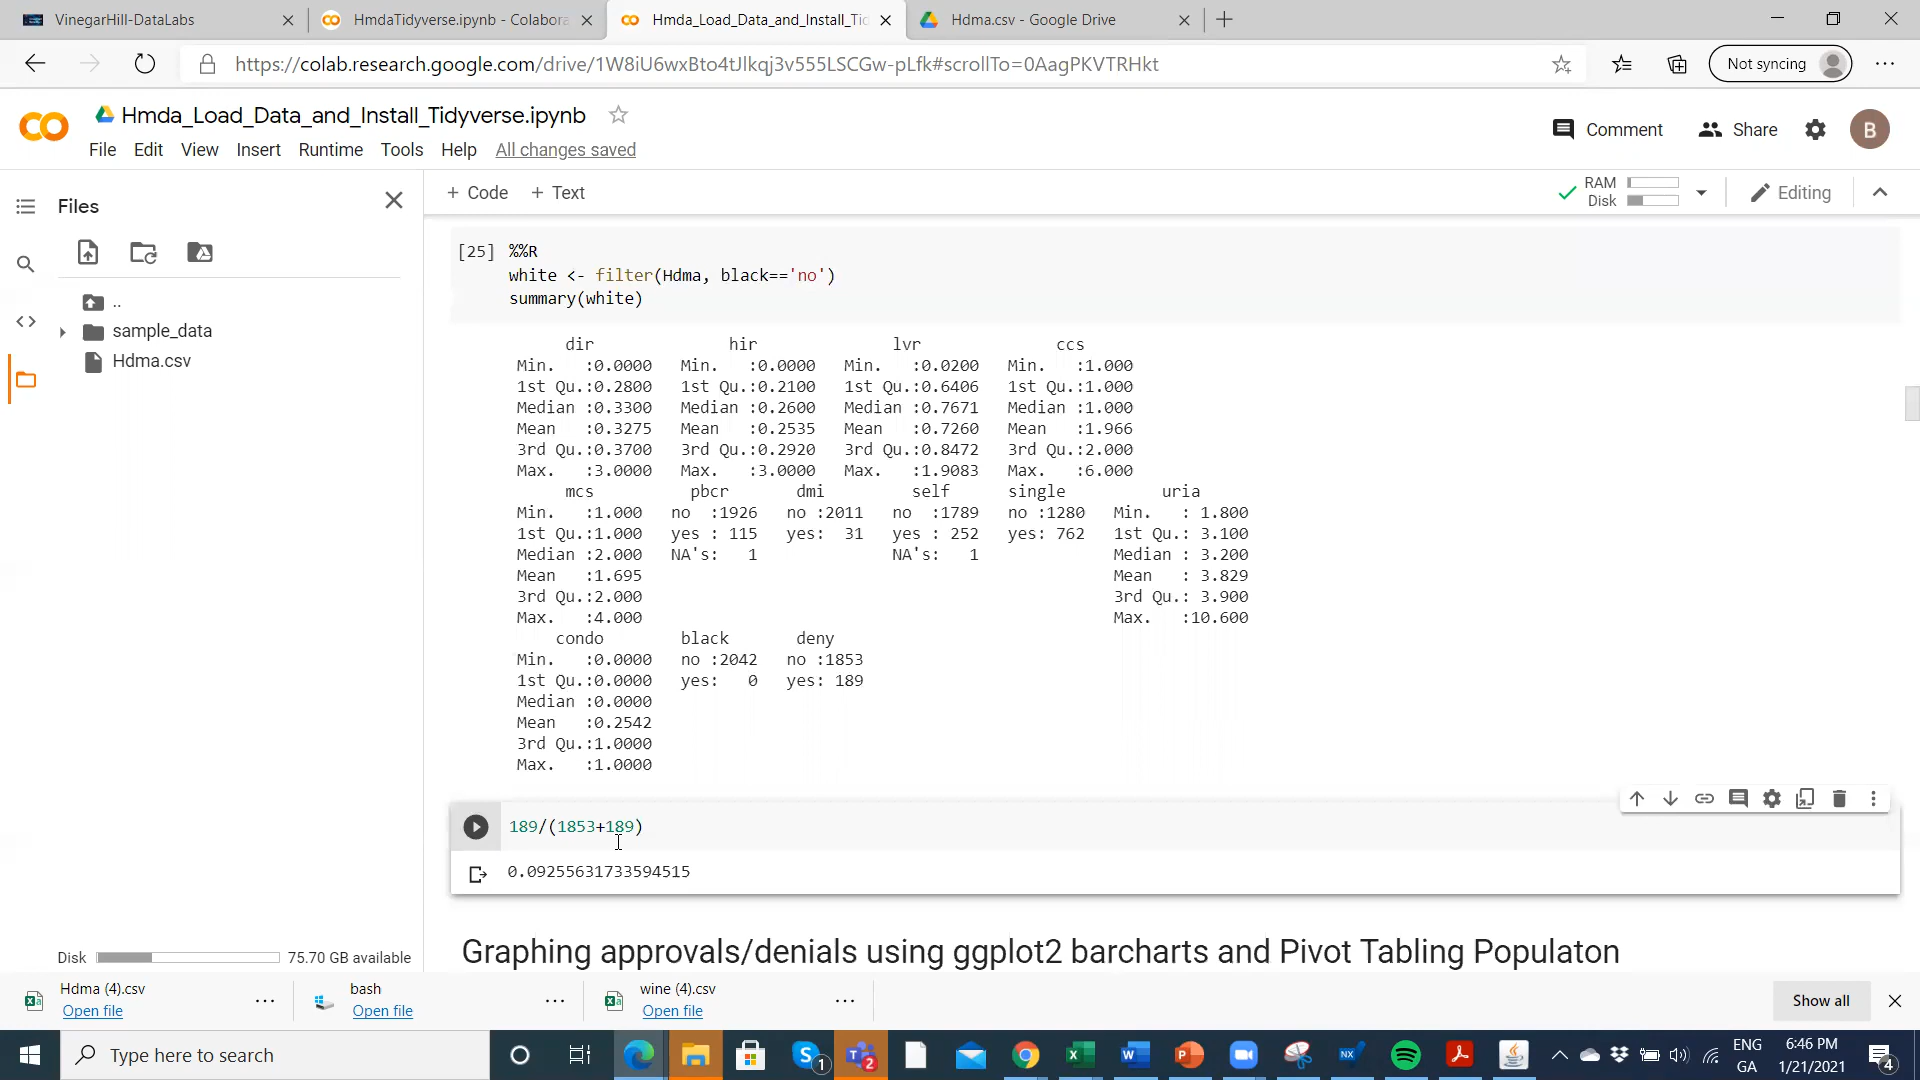 VinegarHill-DataLabs
HmdaTidyverse.ipynb - Colabora
Hmda_Load_Data_and_Install_Tid
Hdma.csv - Google Drive
https://colab.research.google.com/drive/1W8iU6wxBto4tJlkqj3v555LSCGw-pLfk#scrollTo=0AagPKVTRHkt
Not syncing
Hmda_Load_Data_and_Install_Tidyverse.ipynb
File Edit View Insert Runtime Tools Help All changes saved
Comment
Share
B
Files
+ Code + Text
RAM
Disk
Editing
..
sample_data
Hdma.csv
[25] %%R
white <- filter(Hdma, black=='no')
summary(white)
dir hir lvr ccs
Min. :0.0000 Min. :0.0000 Min. :0.0200 Min. :1.000
1st Qu.:0.2800 1st Qu.:0.2100 1st Qu.:0.6406 1st Qu.:1.000
Median :0.3300 Median :0.2600 Median :0.7671 Median :1.000
Mean :0.3275 Mean :0.2535 Mean :0.7260 Mean :1.966
3rd Qu.:0.3700 3rd Qu.:0.2920 3rd Qu.:0.8472 3rd Qu.:2.000
Max. :3.0000 Max. :3.0000 Max. :1.9083 Max. :6.000
mcs pbcr dmi self single uria
Min. :1.000 no :1926 no :2011 no :1789 no :1280 Min. : 1.800
1st Qu.:1.000 yes : 115 yes: 31 yes : 252 yes: 762 1st Qu.: 3.100
Median :2.000 NA's: 1 NA's: 1 Median : 3.200
Mean :1.695 Mean : 3.829
3rd Qu.:2.000 3rd Qu.: 3.900
Max. :4.000 Max. :10.600
condo black deny
Min. :0.0000 no :2042 no :1853
1st Qu.:0.0000 yes: 0 yes: 189
Median :0.0000
Mean :0.2542
3rd Qu.:1.0000
Max. :1.0000
189/(1853+189)
0.09255631733594515
Graphing approvals/denials using ggplot2 barcharts and Pivot Tabling Populaton
Disk 75.70 GB available
Hdma (4).csv
Open file
bash
Open file
wine (4).csv
Open file
Show all
Type here to search
1
2
ENG
GA
6:46 PM
1/21/2021
4